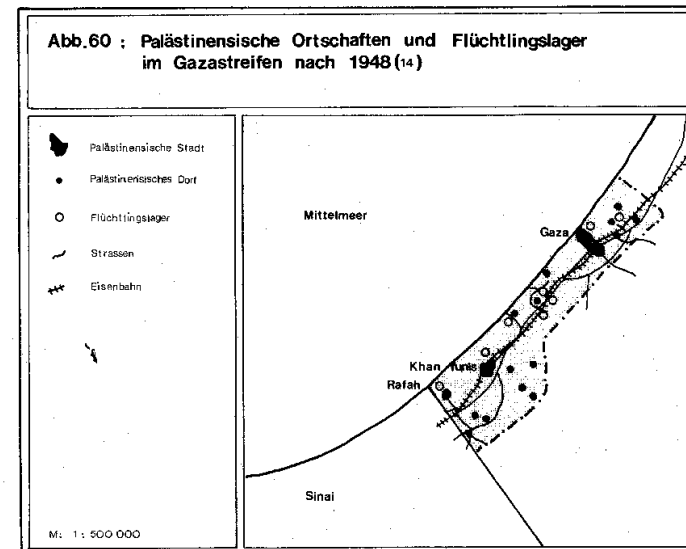 Abb.60 : Palästinensische Ortschaften und Flüchtlingslager
im Gazastreifen nach 1948 (14)
Palästinensische Stadt
Palästinensisches Dorf
Flüchtlingslager
Strassen
Eisenbahn
M: 1 : 500 000
Mittelmeer
Gaza
Khan Yunis
Rafah
Sinai